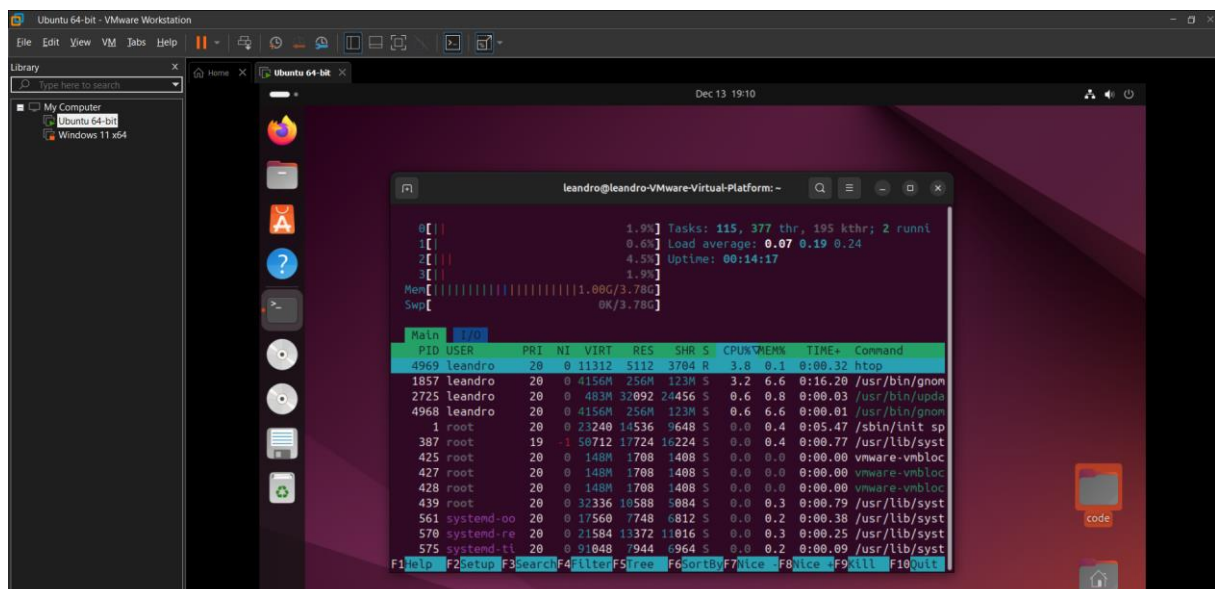 Ubuntu 64-bit - VMware Workstation
File Edit View VM Tabs Help
Library X
Type here to search
My Computer
Ubuntu 64-bit
Windows 11 x64
Home X Ubuntu 64-bit X
Dec 13 19:10
leandro@leandro-VMware-Virtual-Platform: ~
0[|| 1.9%] Tasks: 115, 377 thr, 195 kthr; 2 runni
1[| 0.6%] Load average: 0.07 0.19 0.24
2[||| 4.5%] Uptime: 00:14:17
3[|| 1.9%]
Mem[|||||||||||||||||||||||1.00G/3.78G]
Swp[ 0K/3.78G]
Main I/O
PID USER PRI NI VIRT RES SHR S CPU%▽MEM% TIME+ Command
4969 leandro 20 0 11312 5112 3704 R 3.8 0.1 0:00.32 htop
1857 leandro 20 0 4156M 256M 123M S 3.2 6.6 0:16.20 /usr/bin/gnom
2725 leandro 20 0 483M 32092 24456 S 0.6 0.8 0:00.03 /usr/bin/upda
4968 leandro 20 0 4156M 256M 123M S 0.6 6.6 0:00.01 /usr/bin/gnom
1 root 20 0 23240 14536 9648 S 0.0 0.4 0:05.47 /sbin/init sp
387 root 19 -1 50712 17724 16224 S 0.0 0.4 0:00.77 /usr/lib/syst
425 root 20 0 148M 1708 1408 S 0.0 0.0 0:00.00 vmware-vmbloc
427 root 20 0 148M 1708 1408 S 0.0 0.0 0:00.00 vmware-vmbloc
428 root 20 0 148M 1708 1408 S 0.0 0.0 0:00.00 vmware-vmbloc
439 root 20 0 32336 10588 5084 S 0.0 0.3 0:00.79 /usr/lib/syst
561 systemd-oo 20 0 17560 7748 6812 S 0.0 0.2 0:00.38 /usr/lib/syst
570 systemd-re 20 0 21584 13372 11016 S 0.0 0.3 0:00.25 /usr/lib/syst
575 systemd-ti 20 0 91048 7944 6964 S 0.0 0.2 0:00.09 /usr/lib/syst
F1Help F2Setup F3SearchF4FilterF5Tree F6SortByF7Nice -F8Nice +F9Kill F10Quit
code